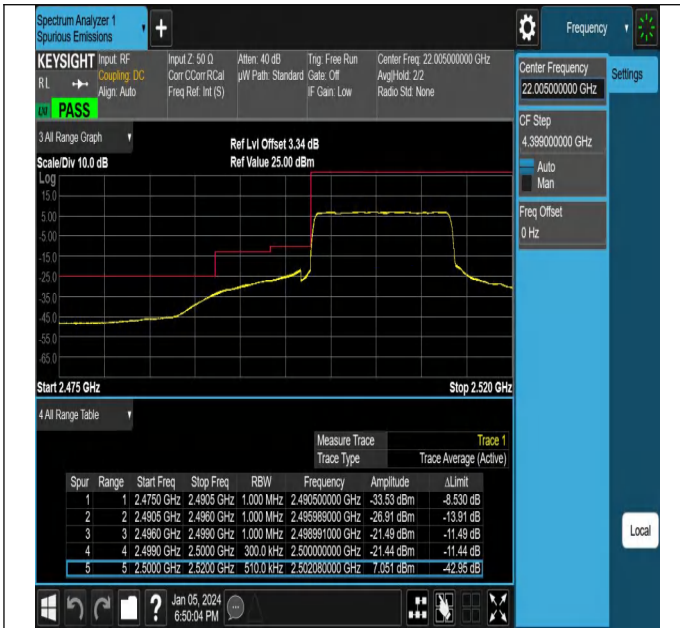 Spectrum Analyzer 1
Spurious Emissions
Frequency
KEYSIGHT
RL
PASS
Input: RF
Coupling: DC
Align: Auto
Input Z: 50 Ω
Corr CCorr RCal
Freq Ref: Int (S)
Atten: 40 dB
µW Path: Standard
Trig: Free Run
Gate: Off
IF Gain: Low
Center Freq: 22.005000000 GHz
Avg|Hold: 2/2
Radio Std: None
Center Frequency
22.005000000 GHz
Settings
CF Step
4.399000000 GHz
Auto
Man
Freq Offset
0 Hz
3 All Range Graph
Ref Lvl Offset 3.34 dB
Scale/Div 10.0 dB
Ref Value 25.00 dBm
Log
15.0
5.00
-5.00
-15.0
-25.0
-35.0
-45.0
-55.0
-65.0
Start 2.475 GHz
Stop 2.520 GHz
4 All Range Table
Measure Trace Trace 1
Trace Type Trace Average (Active)
Spur Range Start Freq Stop Freq RBW Frequency Amplitude ΔLimit
1 1 2.4750 GHz 2.4905 GHz 1.000 MHz 2.490500000 GHz -33.53 dBm -8.530 dB
2 2 2.4905 GHz 2.4960 GHz 1.000 MHz 2.495989000 GHz -26.91 dBm -13.91 dB
3 3 2.4960 GHz 2.4990 GHz 1.000 MHz 2.498991000 GHz -21.49 dBm -11.49 dB
4 4 2.4990 GHz 2.5000 GHz 300.0 kHz 2.500000000 GHz -21.44 dBm -11.44 dB
5 5 2.5000 GHz 2.5200 GHz 510.0 kHz 2.502080000 GHz 7.051 dBm -42.95 dB
Local
Jan 05, 2024
6:50:04 PM